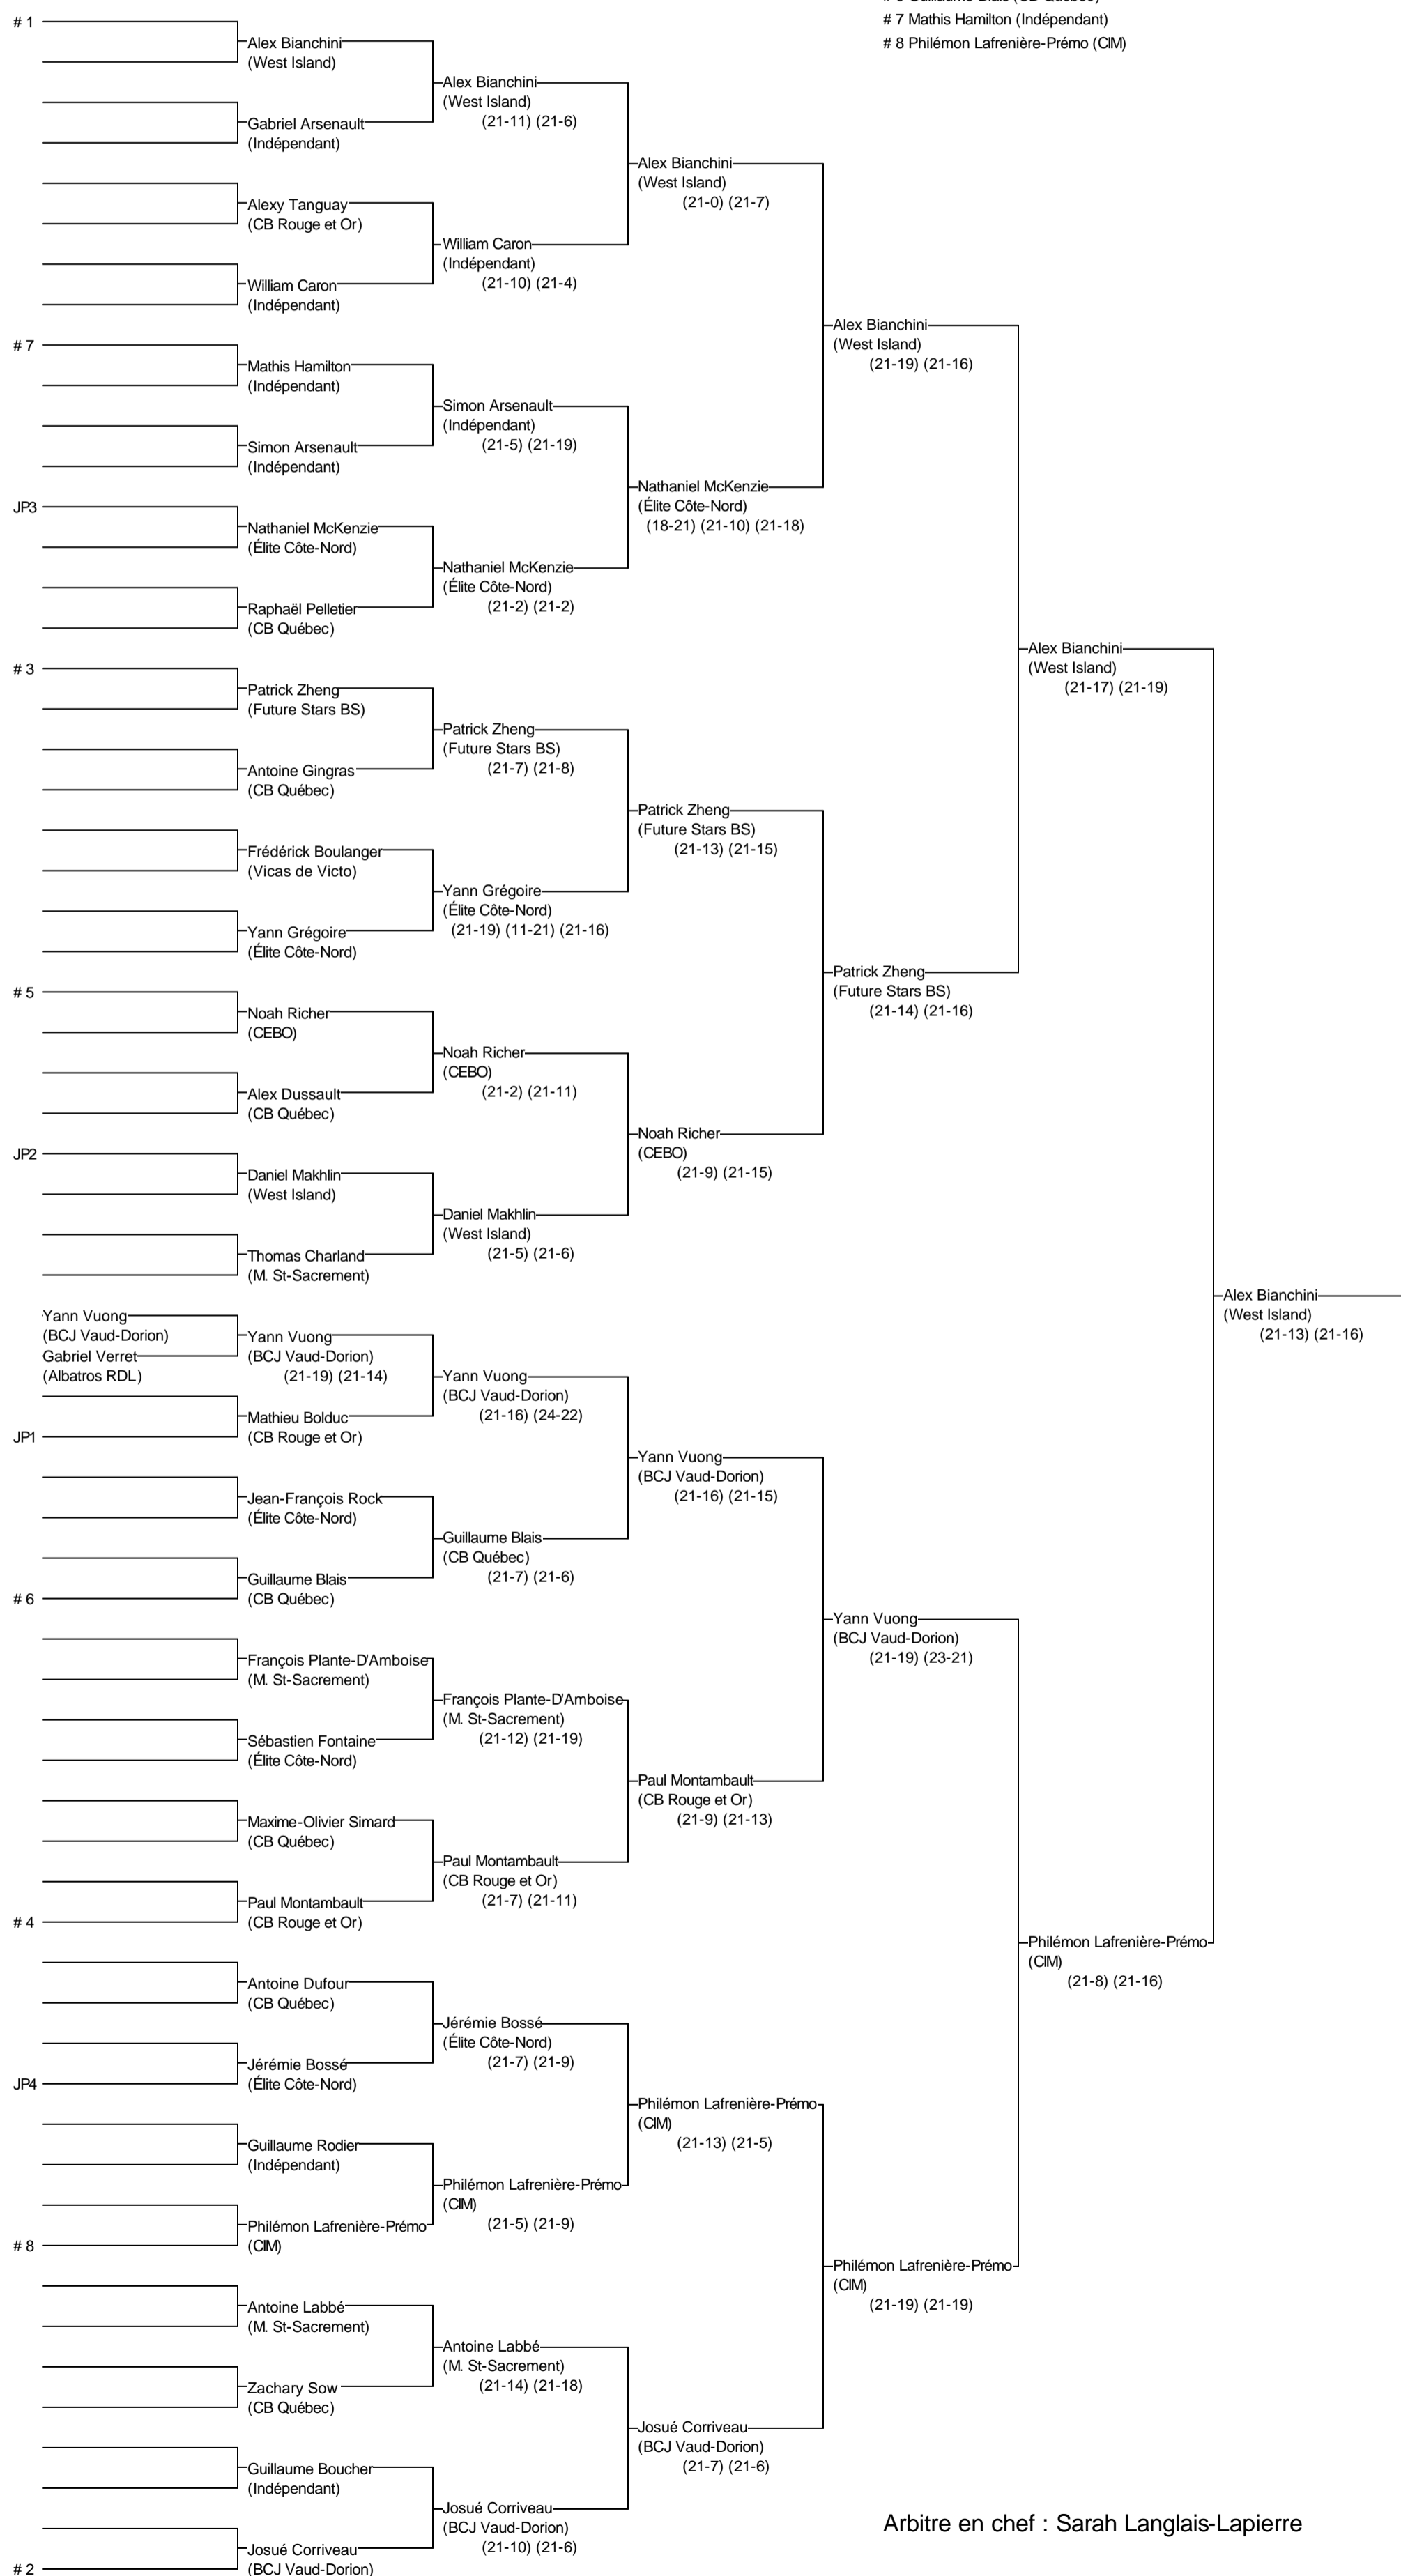 # 7 Mathis Hamilton (Indépendant)
# 8 Philémon Lafrenière-Prémo (CIM)
# 1
Alex Bianchini
(West Island)
Alex Bianchini
(West Island)
(21-11) (21-6)
Gabriel Arsenault
(Indépendant)
Alex Bianchini
(West Island)
(21-0) (21-7)
Alexy Tanguay
(CB Rouge et Or)
William Caron
(Indépendant)
(21-10) (21-4)
William Caron
(Indépendant)
Alex Bianchini
(West Island)
(21-19) (21-16)
# 7
Mathis Hamilton
(Indépendant)
Simon Arsenault
(Indépendant)
(21-5) (21-19)
Simon Arsenault
(Indépendant)
Nathaniel McKenzie
(Élite Côte-Nord)
(18-21) (21-10) (21-18)
JP3
Nathaniel McKenzie
(Élite Côte-Nord)
Nathaniel McKenzie
(Élite Côte-Nord)
(21-2) (21-2)
Raphaël Pelletier
(CB Québec)
Alex Bianchini
(West Island)
(21-17) (21-19)
# 3
Patrick Zheng
(Future Stars BS)
Patrick Zheng
(Future Stars BS)
(21-7) (21-8)
Antoine Gingras
(CB Québec)
Patrick Zheng
(Future Stars BS)
(21-13) (21-15)
Frédérick Boulanger
(Vicas de Victo)
Yann Grégoire
(Élite Côte-Nord)
(21-19) (11-21) (21-16)
Yann Grégoire
(Élite Côte-Nord)
Patrick Zheng
(Future Stars BS)
(21-14) (21-16)
# 5
Noah Richer
(CEBO)
Noah Richer
(CEBO)
(21-2) (21-11)
Alex Dussault
(CB Québec)
Noah Richer
(CEBO)
(21-9) (21-15)
JP2
Daniel Makhlin
(West Island)
Daniel Makhlin
(West Island)
(21-5) (21-6)
Thomas Charland
(M. St-Sacrement)
Alex Bianchini
(West Island)
(21-13) (21-16)
Yann Vuong
(BCJ Vaud-Dorion)
Gabriel Verret
(Albatros RDL)
Yann Vuong
(BCJ Vaud-Dorion)
(21-19) (21-14)
Yann Vuong
(BCJ Vaud-Dorion)
(21-16) (24-22)
Mathieu Bolduc
(CB Rouge et Or)
JP1
Yann Vuong
(BCJ Vaud-Dorion)
(21-16) (21-15)
Jean-François Rock
(Élite Côte-Nord)
Guillaume Blais
(CB Québec)
(21-7) (21-6)
Guillaume Blais
(CB Québec)
# 6
Yann Vuong
(BCJ Vaud-Dorion)
(21-19) (23-21)
François Plante-D'Amboise
(M. St-Sacrement)
François Plante-D'Amboise
(M. St-Sacrement)
(21-12) (21-19)
Sébastien Fontaine
(Élite Côte-Nord)
Paul Montambault
(CB Rouge et Or)
(21-9) (21-13)
Maxime-Olivier Simard
(CB Québec)
Paul Montambault
(CB Rouge et Or)
(21-7) (21-11)
Paul Montambault
(CB Rouge et Or)
# 4
Philémon Lafrenière-Prémo
(CIM)
(21-8) (21-16)
Antoine Dufour
(CB Québec)
Jérémie Bossé
(Élite Côte-Nord)
(21-7) (21-9)
Jérémie Bossé
(Élite Côte-Nord)
JP4
Philémon Lafrenière-Prémo
(CIM)
(21-13) (21-5)
Guillaume Rodier
(Indépendant)
Philémon Lafrenière-Prémo
(CIM)
(21-5) (21-9)
Philémon Lafrenière-Prémo
(CIM)
# 8
Philémon Lafrenière-Prémo
(CIM)
(21-19) (21-19)
Antoine Labbé
(M. St-Sacrement)
Antoine Labbé
(M. St-Sacrement)
(21-14) (21-18)
Zachary Sow
(CB Québec)
Josué Corriveau
(BCJ Vaud-Dorion)
(21-7) (21-6)
Guillaume Boucher
(Indépendant)
Josué Corriveau
(BCJ Vaud-Dorion)
(21-10) (21-6)
Josué Corriveau
(BCJ Vaud-Dorion)
# 2
Arbitre en chef : Sarah Langlais-Lapierre